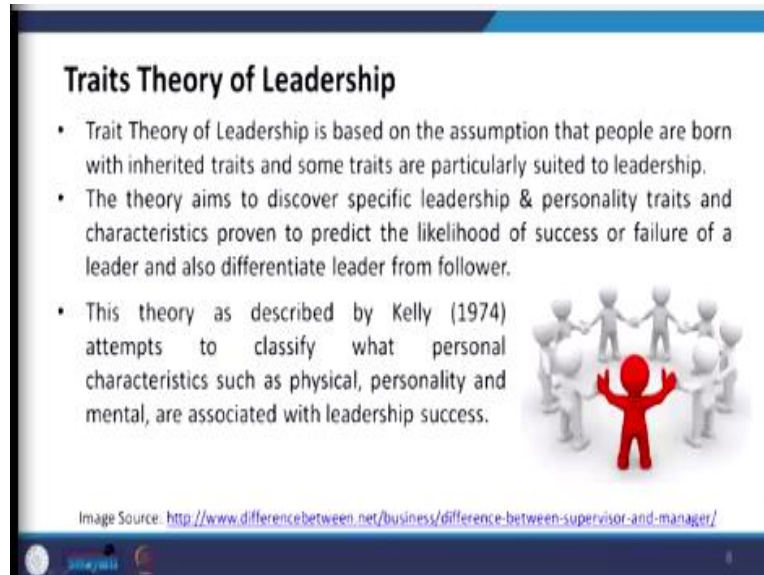 Traits Theory of Leadership
• Trait Theory of Leadership is based on the assumption that people are born
with inherited traits and some traits are particularly suited to leadership.
• The theory aims to discover specific leadership & personality traits and
characteristics proven to predict the likelihood of success or failure of a
leader and also differentiate leader from follower.
• This theory as described by Kelly (1974)
attempts to classify what personal
characteristics such as physical, personality and
mental, are associated with leadership success.
Image Source: http://www.differencebetween.net/business/difference-between-supervisor-and-manager/
swayam
8